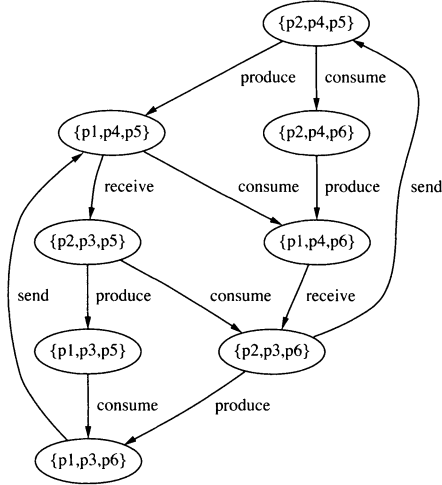 {p2,p4,p5}
produce consume
{p1,p4,p5} {p2,p4,p6}
receive consume produce send
{p2,p3,p5} {p1,p4,p6}
send produce consume receive
{p1,p3,p5} {p2,p3,p6}
consume produce
{p1,p3,p6}